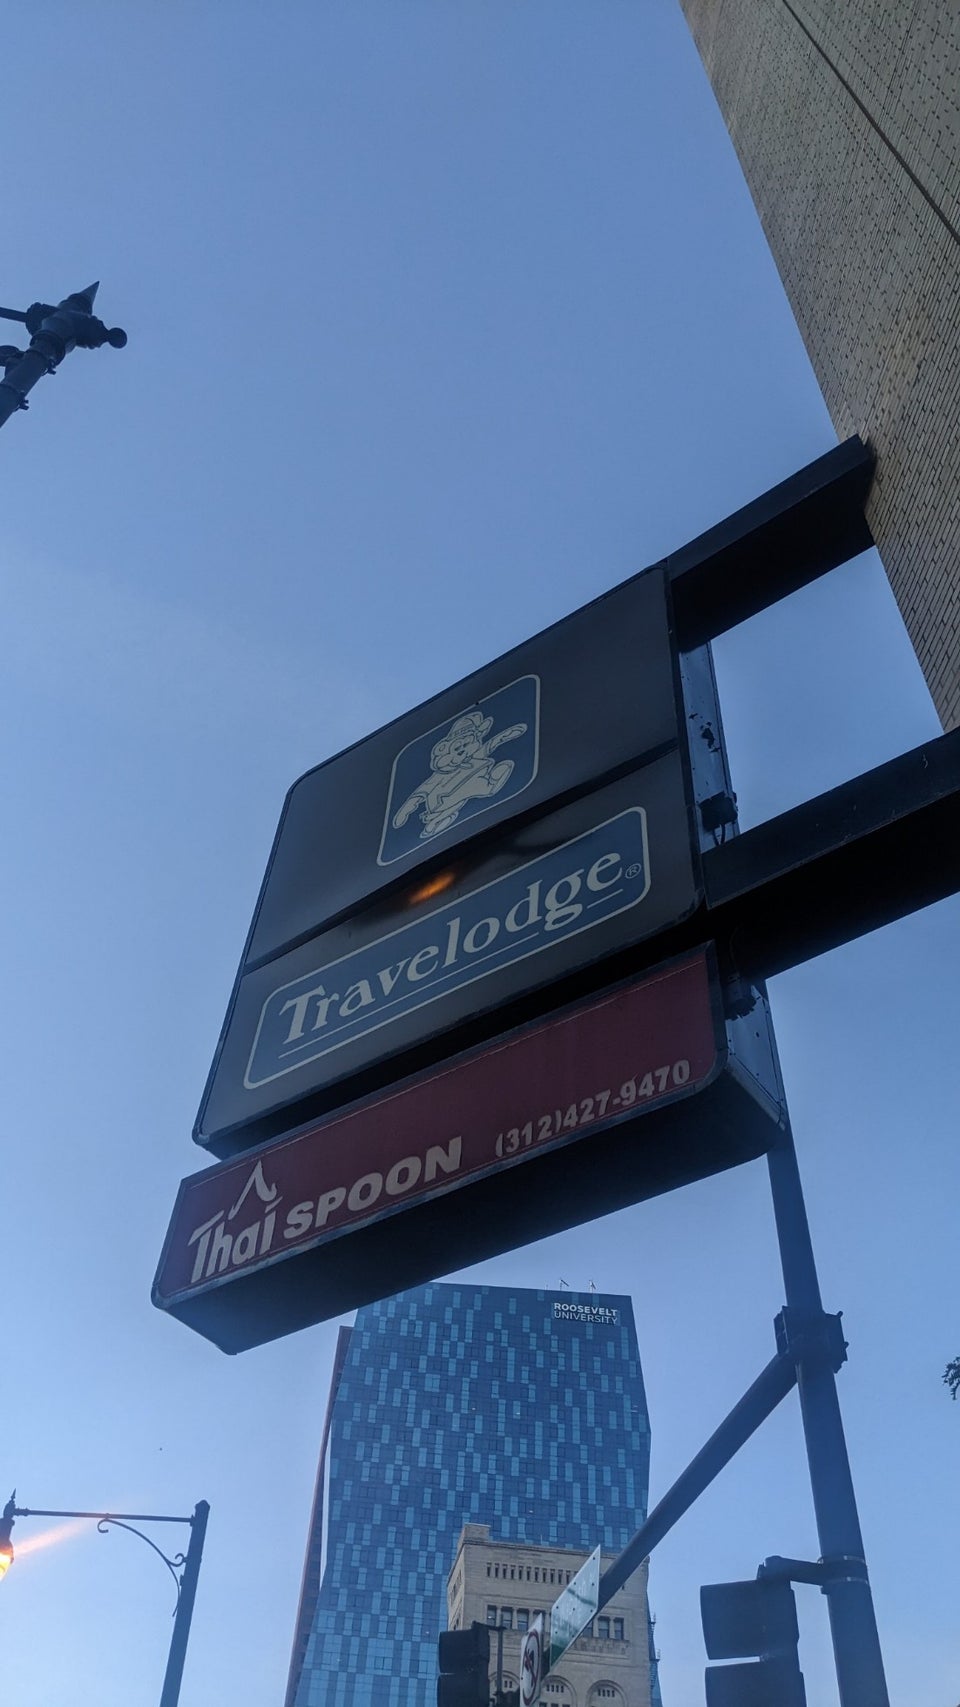 Travelodge®
Thai SPOON (312)427-9470
ROOSEVELT
UNIVERSITY